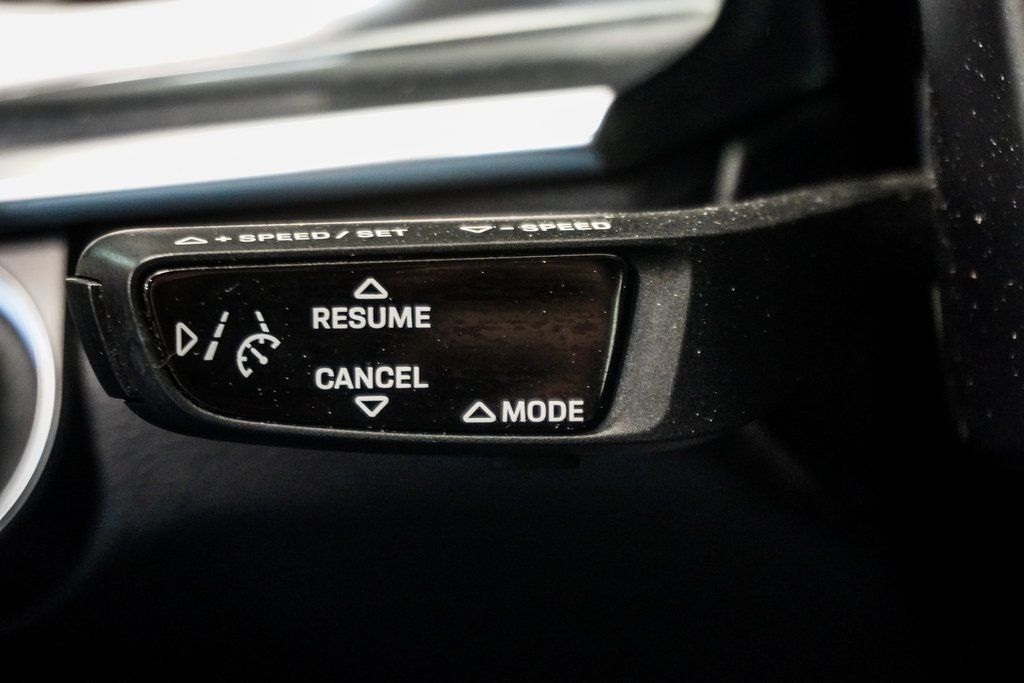 + SPEED / SET
- SPEED
RESUME
CANCEL
MODE